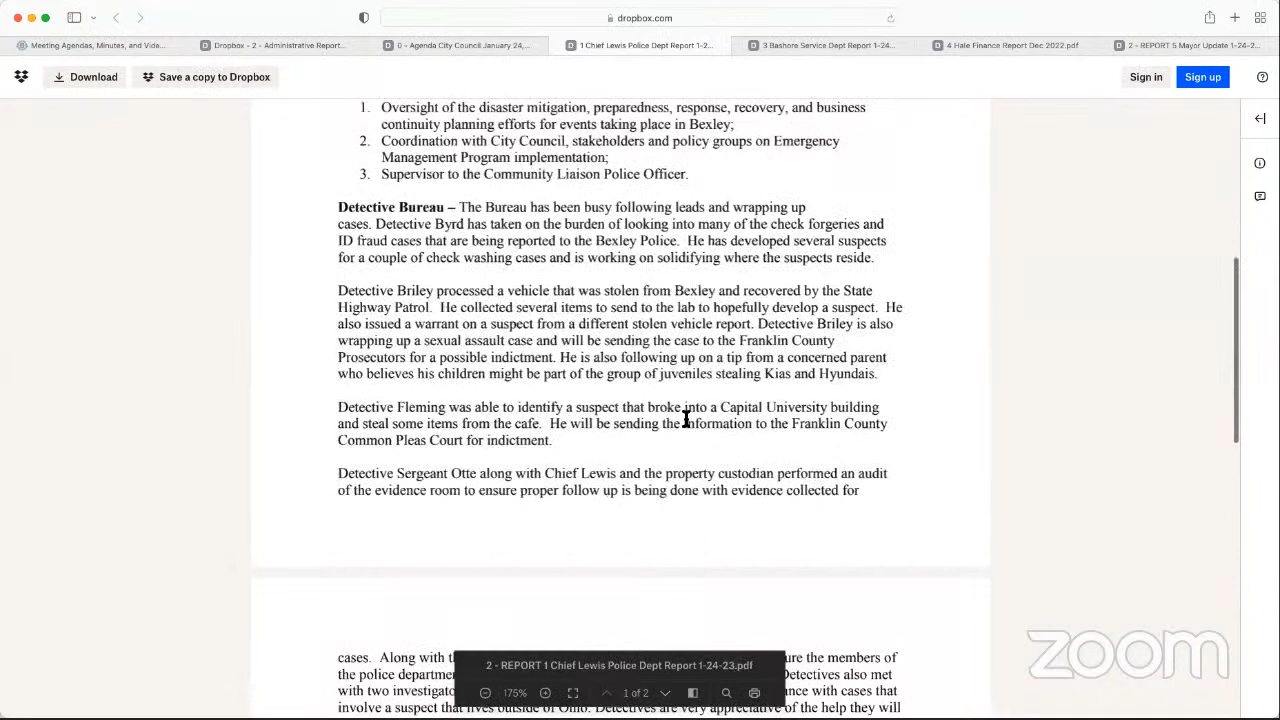 dropbox.com
Meeting Agendas, Minutes, and Vide...
Dropbox - 2 - Administrative Report...
0 - Agenda City Council January 24,...
1 Chief Lewis Police Dept Report 1-2...
3 Bashore Service Dept Report 1-24...
4 Hale Finance Report Dec 2022.pdf
2 - REPORT 5 Mayor Update 1-24-2...
Download
Save a copy to Dropbox
Sign in
Sign up
1. Oversight of the disaster mitigation, preparedness, response, recovery, and business
continuity planning efforts for events taking place in Bexley;
2. Coordination with City Council, stakeholders and policy groups on Emergency
Management Program implementation;
3. Supervisor to the Community Liaison Police Officer.
Detective Bureau – The Bureau has been busy following leads and wrapping up
cases. Detective Byrd has taken on the burden of looking into many of the check forgeries and
ID fraud cases that are being reported to the Bexley Police. He has developed several suspects
for a couple of check washing cases and is working on solidifying where the suspects reside.
Detective Briley processed a vehicle that was stolen from Bexley and recovered by the State
Highway Patrol. He collected several items to send to the lab to hopefully develop a suspect. He
also issued a warrant on a suspect from a different stolen vehicle report. Detective Briley is also
wrapping up a sexual assault case and will be sending the case to the Franklin County
Prosecutors for a possible indictment. He is also following up on a tip from a concerned parent
who believes his children might be part of the group of juveniles stealing Kias and Hyundais.
Detective Fleming was able to identify a suspect that broke into a Capital University building
and steal some items from the cafe. He will be sending the information to the Franklin County
Common Pleas Court for indictment.
Detective Sergeant Otte along with Chief Lewis and the property custodian performed an audit
of the evidence room to ensure proper follow up is being done with evidence collected for
cases. Along with the members of
the police Detectives also met
with two with cases that
involve a suspect that lives outside of Ohio. Detectives are very appreciative of the help they will
2 - REPORT 1 Chief Lewis Police Dept Report 1-24-23.pdf
175%
1 of 2
zoom